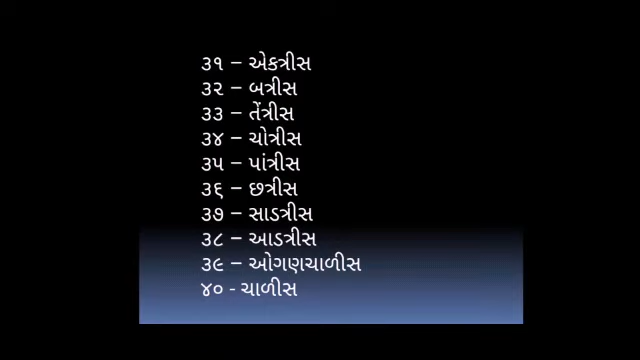 ૩૧ – એકત્રીસ
૩૨ – બત્રીસ
૩૩ – તેંત્રીસ
૩૪ – ચોત્રીસ
૩૫ – પાંત્રીસ
૩૬ – છત્રીસ
૩૭ – સાડત્રીસ
૩૮ – આડત્રીસ
૩૯ – ઓગણચાળીસ
૪૦ - ચાળીસ